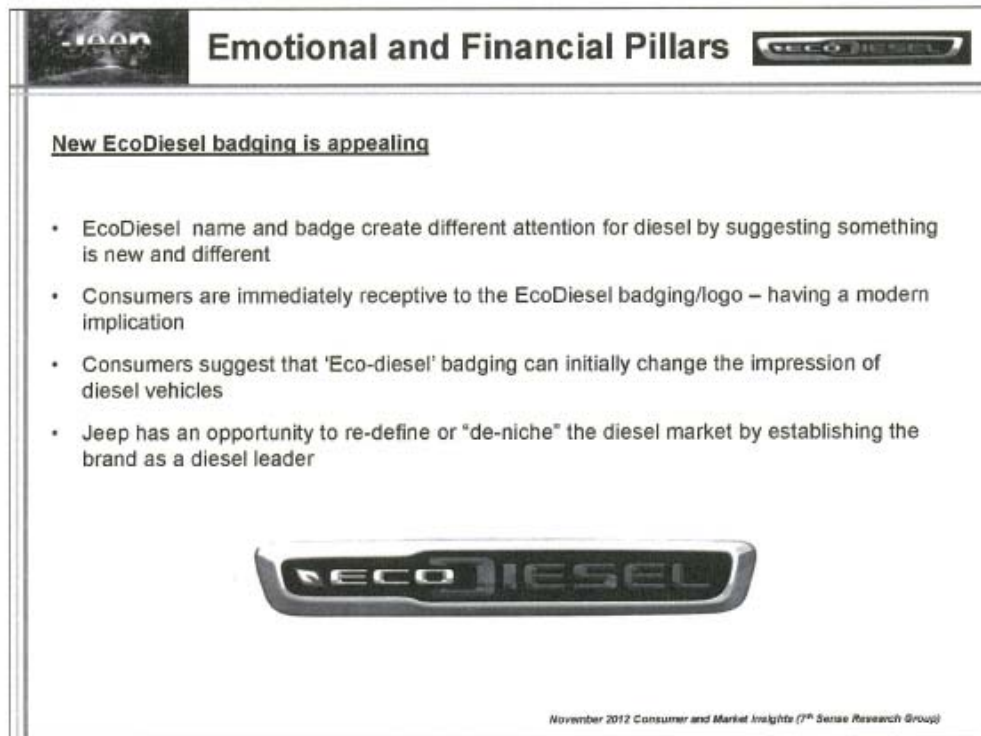 Jeep
Emotional and Financial Pillars
ECODIESEL
New EcoDiesel badging is appealing
• EcoDiesel name and badge create different attention for diesel by suggesting something
is new and different
• Consumers are immediately receptive to the EcoDiesel badging/logo – having a modern
implication
• Consumers suggest that 'Eco-diesel' badging can initially change the impression of
diesel vehicles
• Jeep has an opportunity to re-define or "de-niche" the diesel market by establishing the
brand as a diesel leader
ECODIESEL
November 2012 Consumer and Market Insights (7th Sense Research Group)